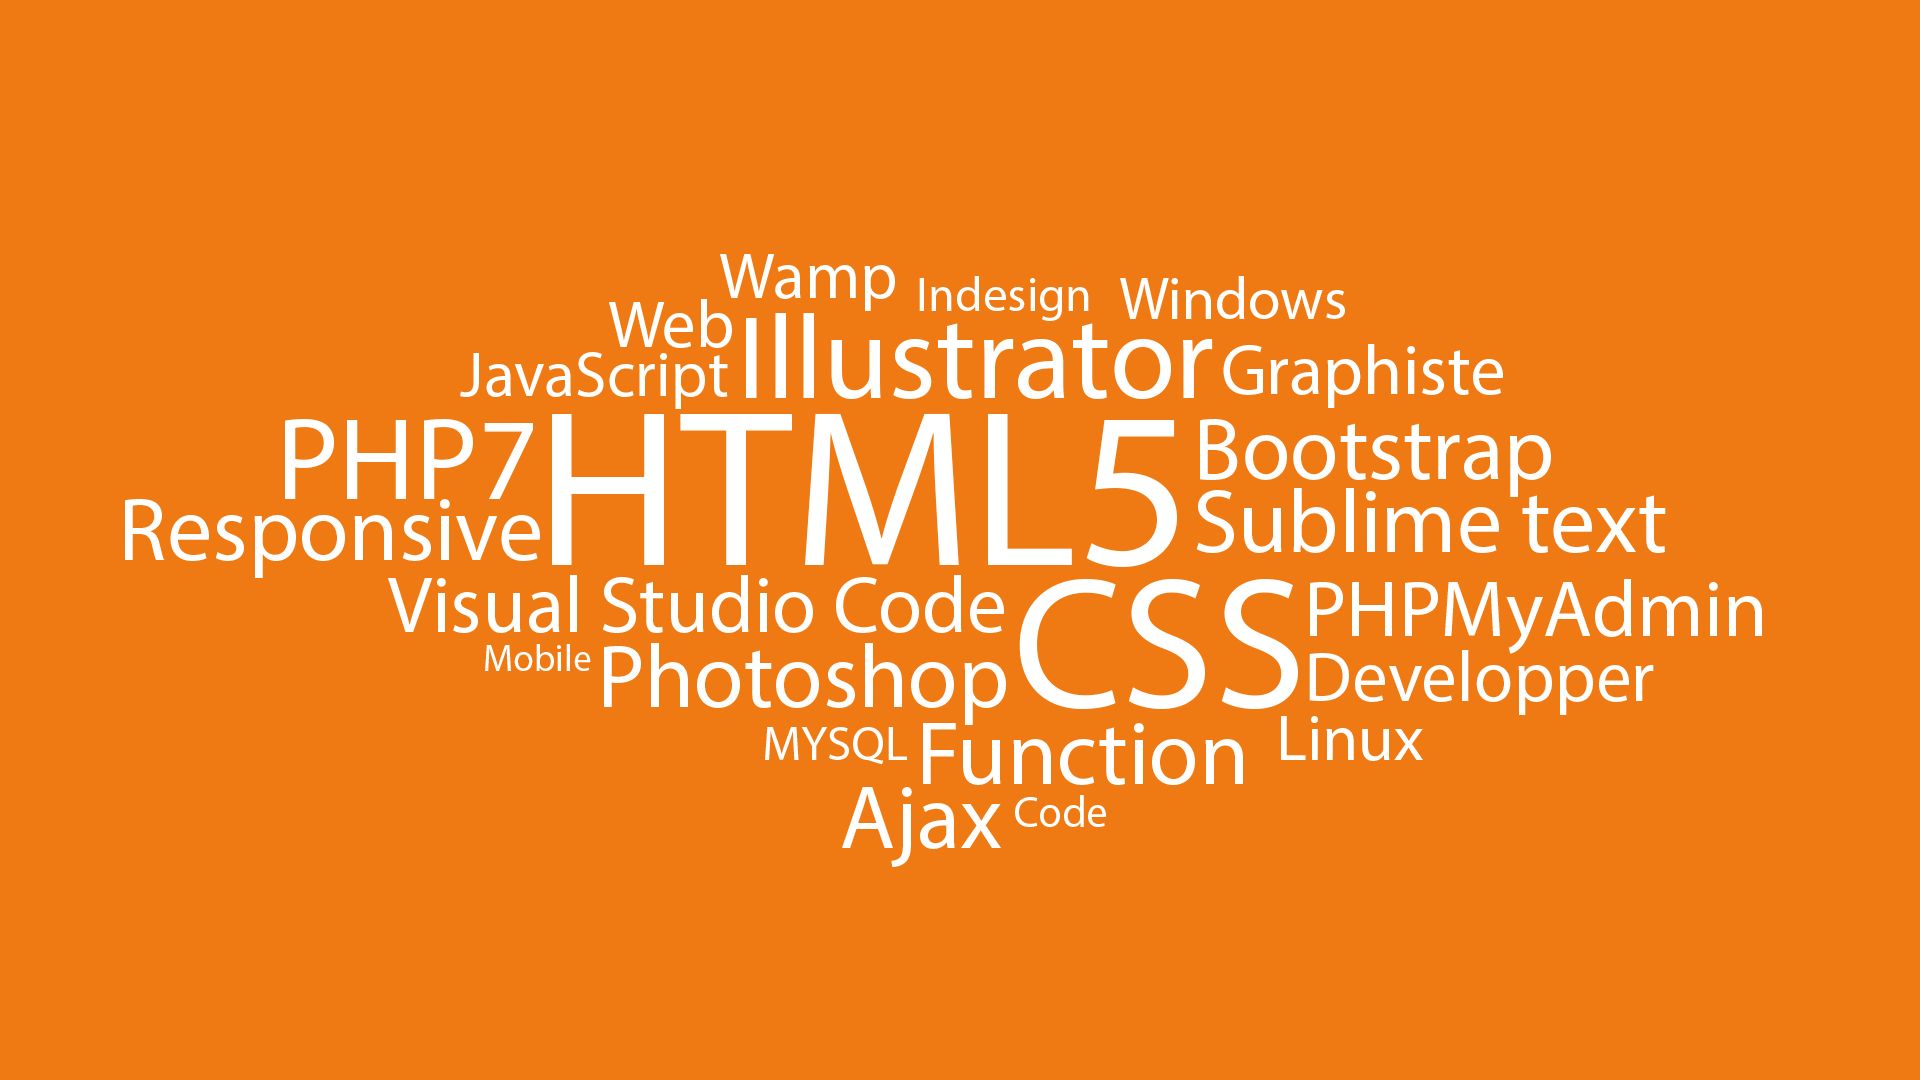 Wamp Indesign Windows
Web Illustrator Graphiste
JavaScript
PHP7 HTML5 Bootstrap
Responsive Sublime text
Visual Studio Code CSS PHPMyAdmin
Mobile Photoshop Developper
MYSQL Function Linux
Ajax Code